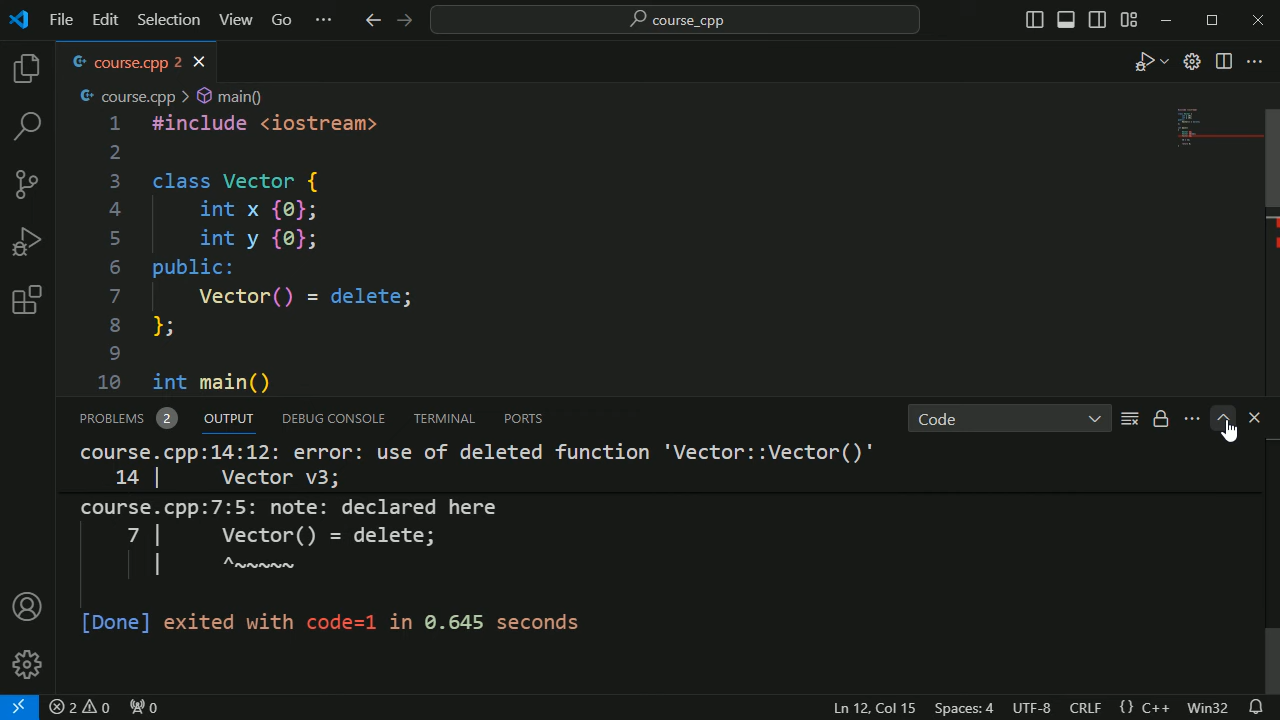 File Edit Selection View Go ··· course_cpp
course.cpp 2
course.cpp > main()
1 #include <iostream>
2
3 class Vector {
4 int x {0};
5 int y {0};
6 public:
7 Vector() = delete;
8 };
9
10 int main()
PROBLEMS 2 OUTPUT DEBUG CONSOLE TERMINAL PORTS Code
course.cpp:14:12: error: use of deleted function 'Vector::Vector()'
14 | Vector v3;
course.cpp:7:5: note: declared here
7 | Vector() = delete;
| ^~~~~~
[Done] exited with code=1 in 0.645 seconds
2 0 0 Ln 12, Col 15 Spaces: 4 UTF-8 CRLF {} C++ Win32